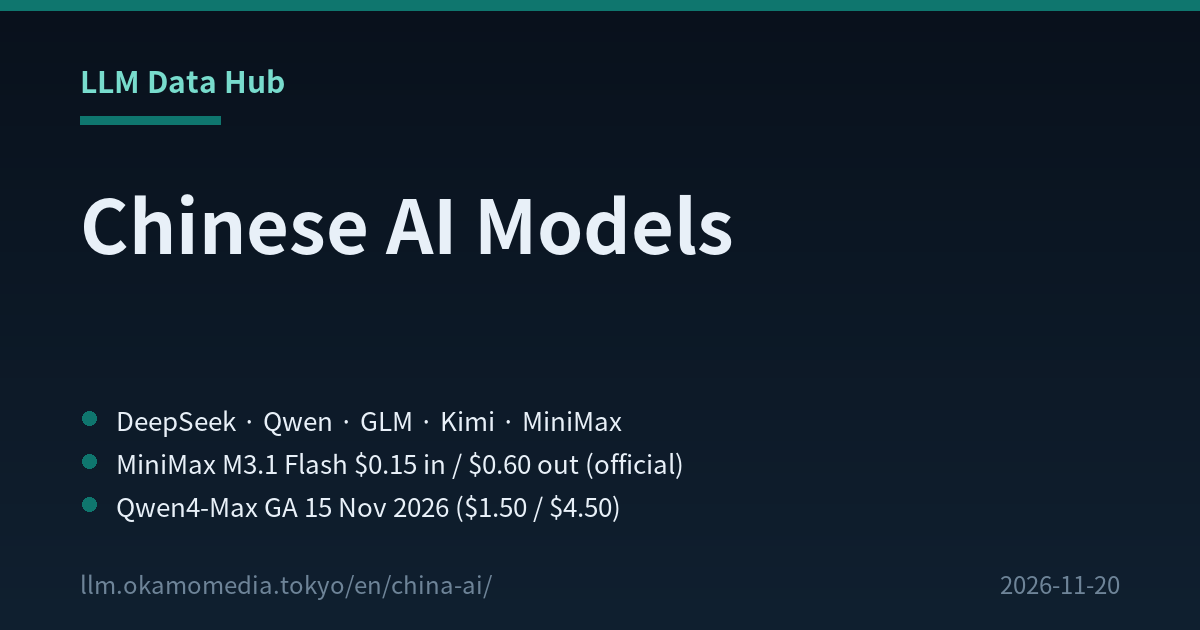 LLM Data Hub
Chinese AI Models
DeepSeek · Qwen · GLM · Kimi · MiniMax
MiniMax M3.1 Flash $0.15 in / $0.60 out (official)
Qwen4-Max GA 15 Nov 2026 ($1.50 / $4.50)
llm.okamomedia.tokyo/en/china-ai/
2026-11-20